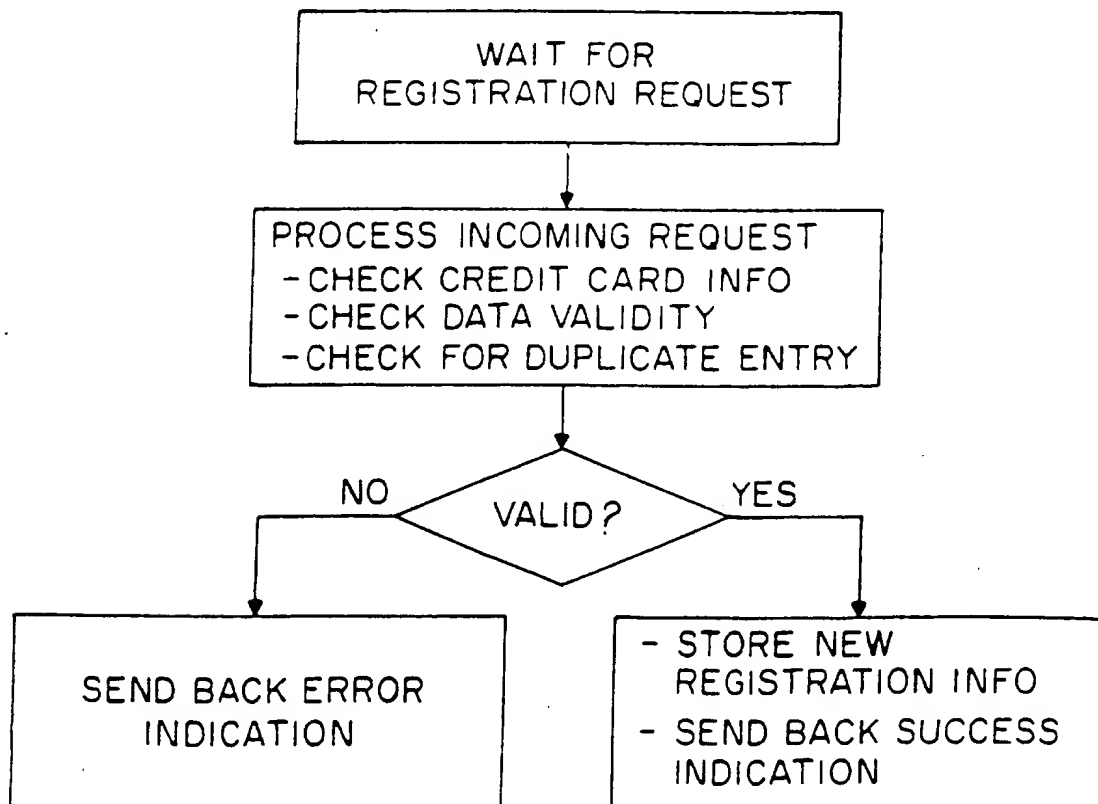 WAIT FOR
REGISTRATION REQUEST
PROCESS INCOMING REQUEST
-CHECK CREDIT CARD INFO
-CHECK DATA VALIDITY
-CHECK FOR DUPLICATE ENTRY
NO
VALID?
YES
SEND BACK ERROR
INDICATION
- STORE NEW
REGISTRATION INFO
- SEND BACK SUCCESS
INDICATION